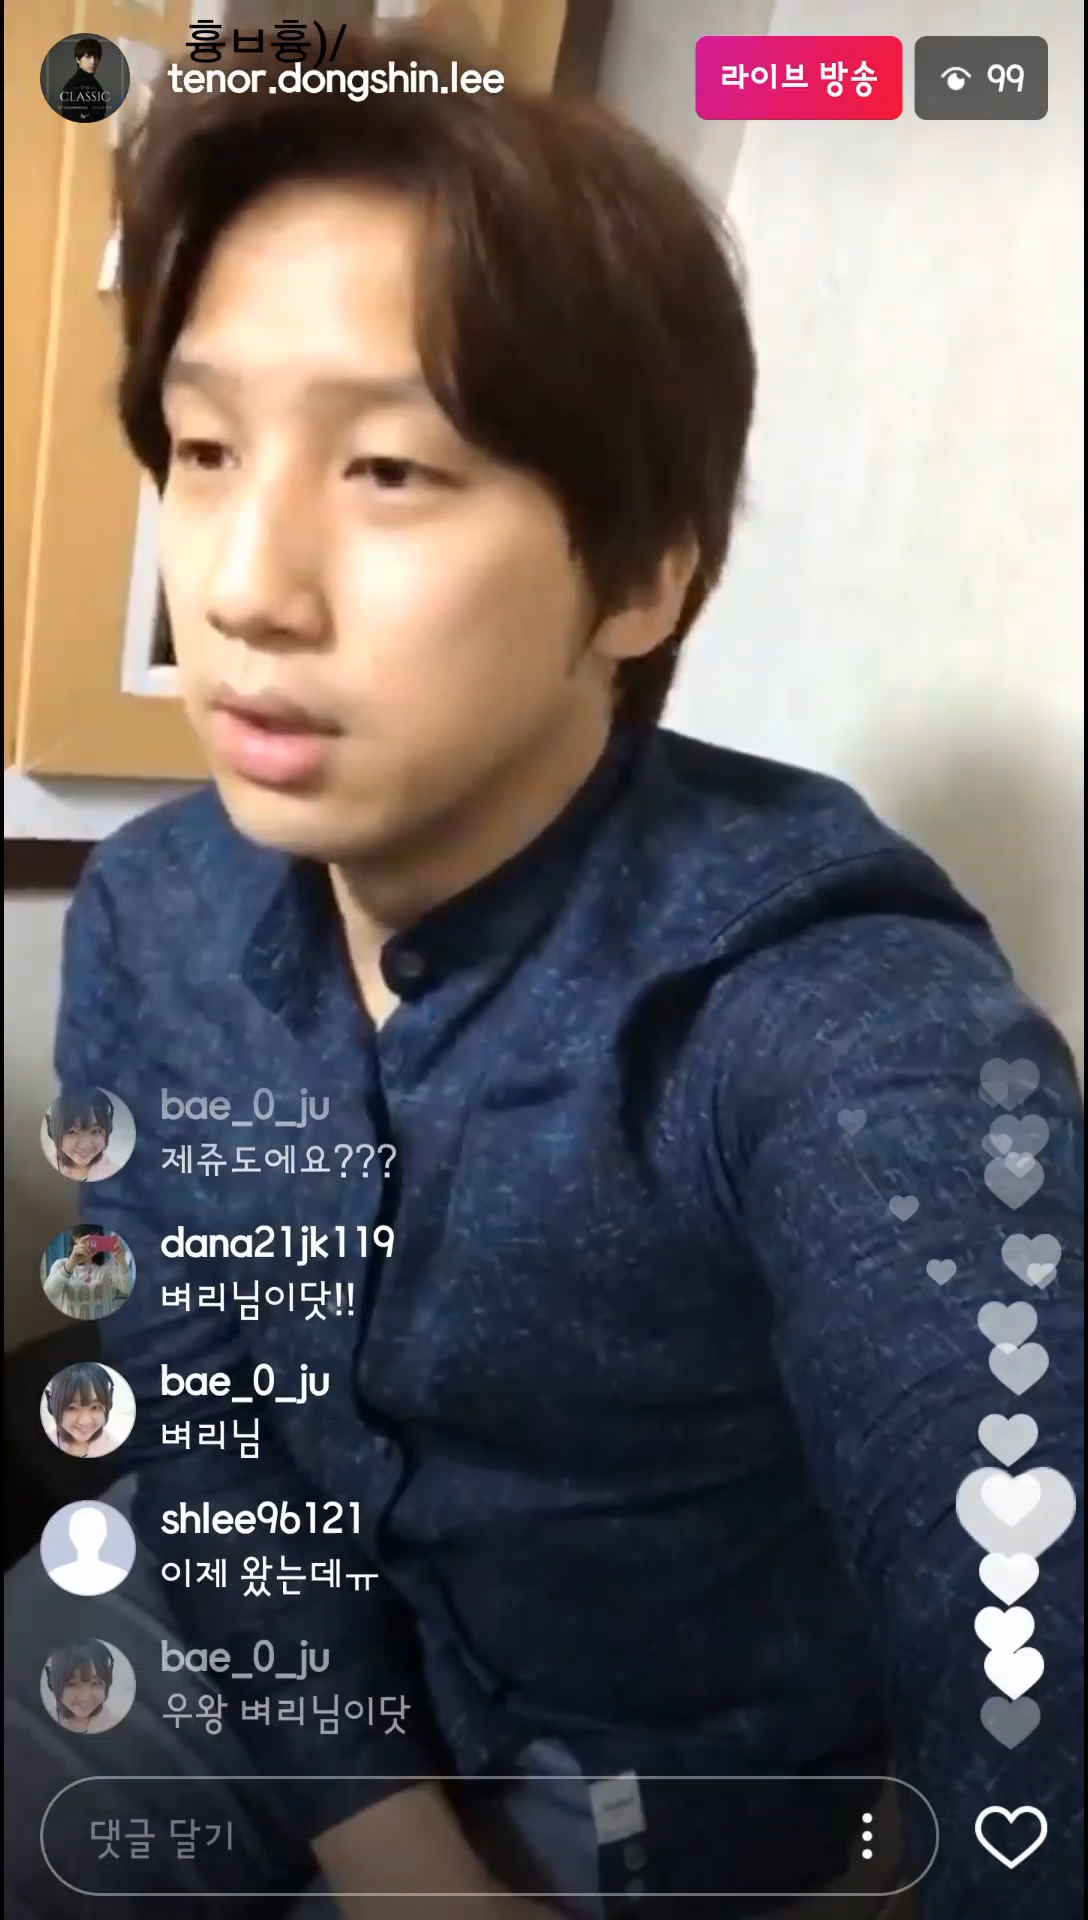 흉ㅂ흉)/
tenor.dongshin.lee
라이브 방송
99
CLASSIC
bae_0_ju
제쥬도에요???
dana21jk119
벼리님이닷!!
bae_0_ju
벼리님
shlee96121
이제 왔는데ㅠ
bae_0_ju
우왕 벼리님이닷
댓글 달기